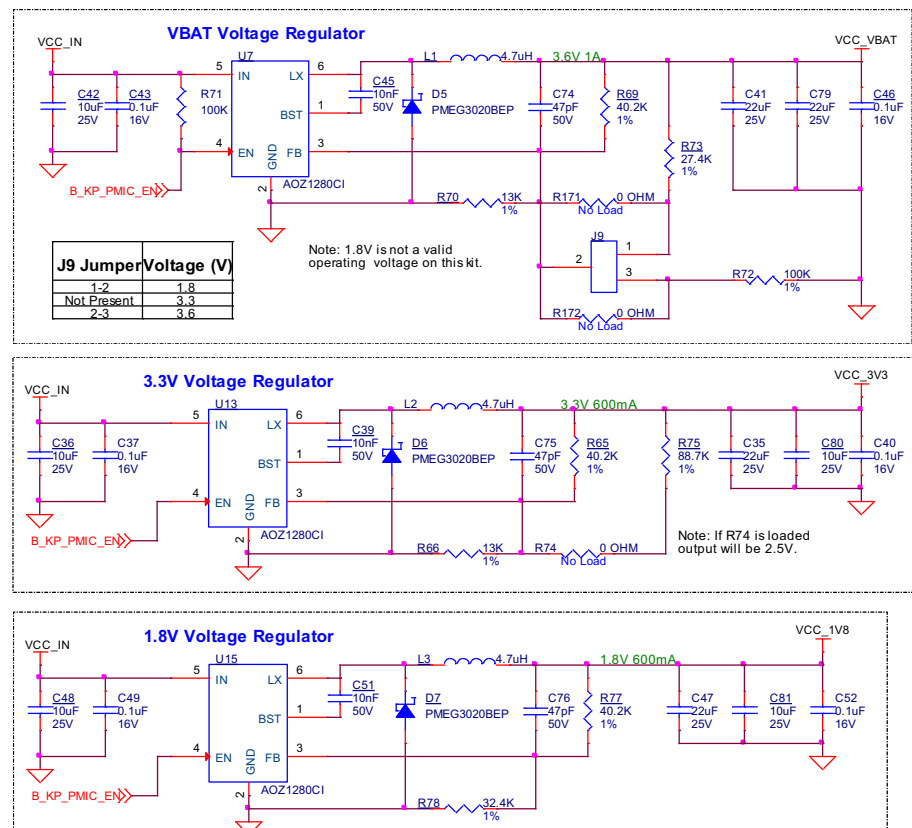 VBAT Voltage Regulator
VCC_IN
VCC_VBAT
U7
L1
4.7uH
3.6V 1A
5
IN
LX
6
C42
10uF
25V
C43
0.1uF
16V
R71
100K
C45
10nF
50V
D5
PMEG3020BEP
C74
47pF
50V
R69
40.2K
1%
C41
22uF
25V
C79
22uF
25V
C46
0.1uF
16V
1
BST
R73
27.4K
1%
4
EN
GND
FB
3
2
AOZ1280CI
B_KP_PMIC_EN
R70
13K
1%
R171
0 OHM
No Load
J9
1
2
3
R72
100K
1%
R172
0 OHM
No Load
Note: 1.8V is not a valid
operating voltage on this kit.
J9 Jumper Voltage (V)
1-2 1.8
Not Present 3.3
2-3 3.6
3.3V Voltage Regulator
VCC_IN
VCC_3V3
U13
L2
4.7uH
3.3V 600mA
5
IN
LX
6
C36
10uF
25V
C37
0.1uF
16V
C39
10nF
50V
D6
PMEG3020BEP
C75
47pF
50V
R65
40.2K
1%
R75
88.7K
1%
C35
22uF
25V
C80
10uF
25V
C40
0.1uF
16V
1
BST
4
EN
GND
FB
3
2
AOZ1280CI
B_KP_PMIC_EN
R66
13K
1%
R74
0 OHM
No Load
Note: If R74 is loaded
output will be 2.5V.
1.8V Voltage Regulator
VCC_IN
VCC_1V8
U15
L3
4.7uH
1.8V 600mA
5
IN
LX
6
C48
10uF
25V
C49
0.1uF
16V
C51
10nF
50V
D7
PMEG3020BEP
C76
47pF
50V
R77
40.2K
1%
C47
22uF
25V
C81
10uF
25V
C52
0.1uF
16V
1
BST
4
EN
GND
FB
3
2
AOZ1280CI
B_KP_PMIC_EN
R78
32.4K
1%